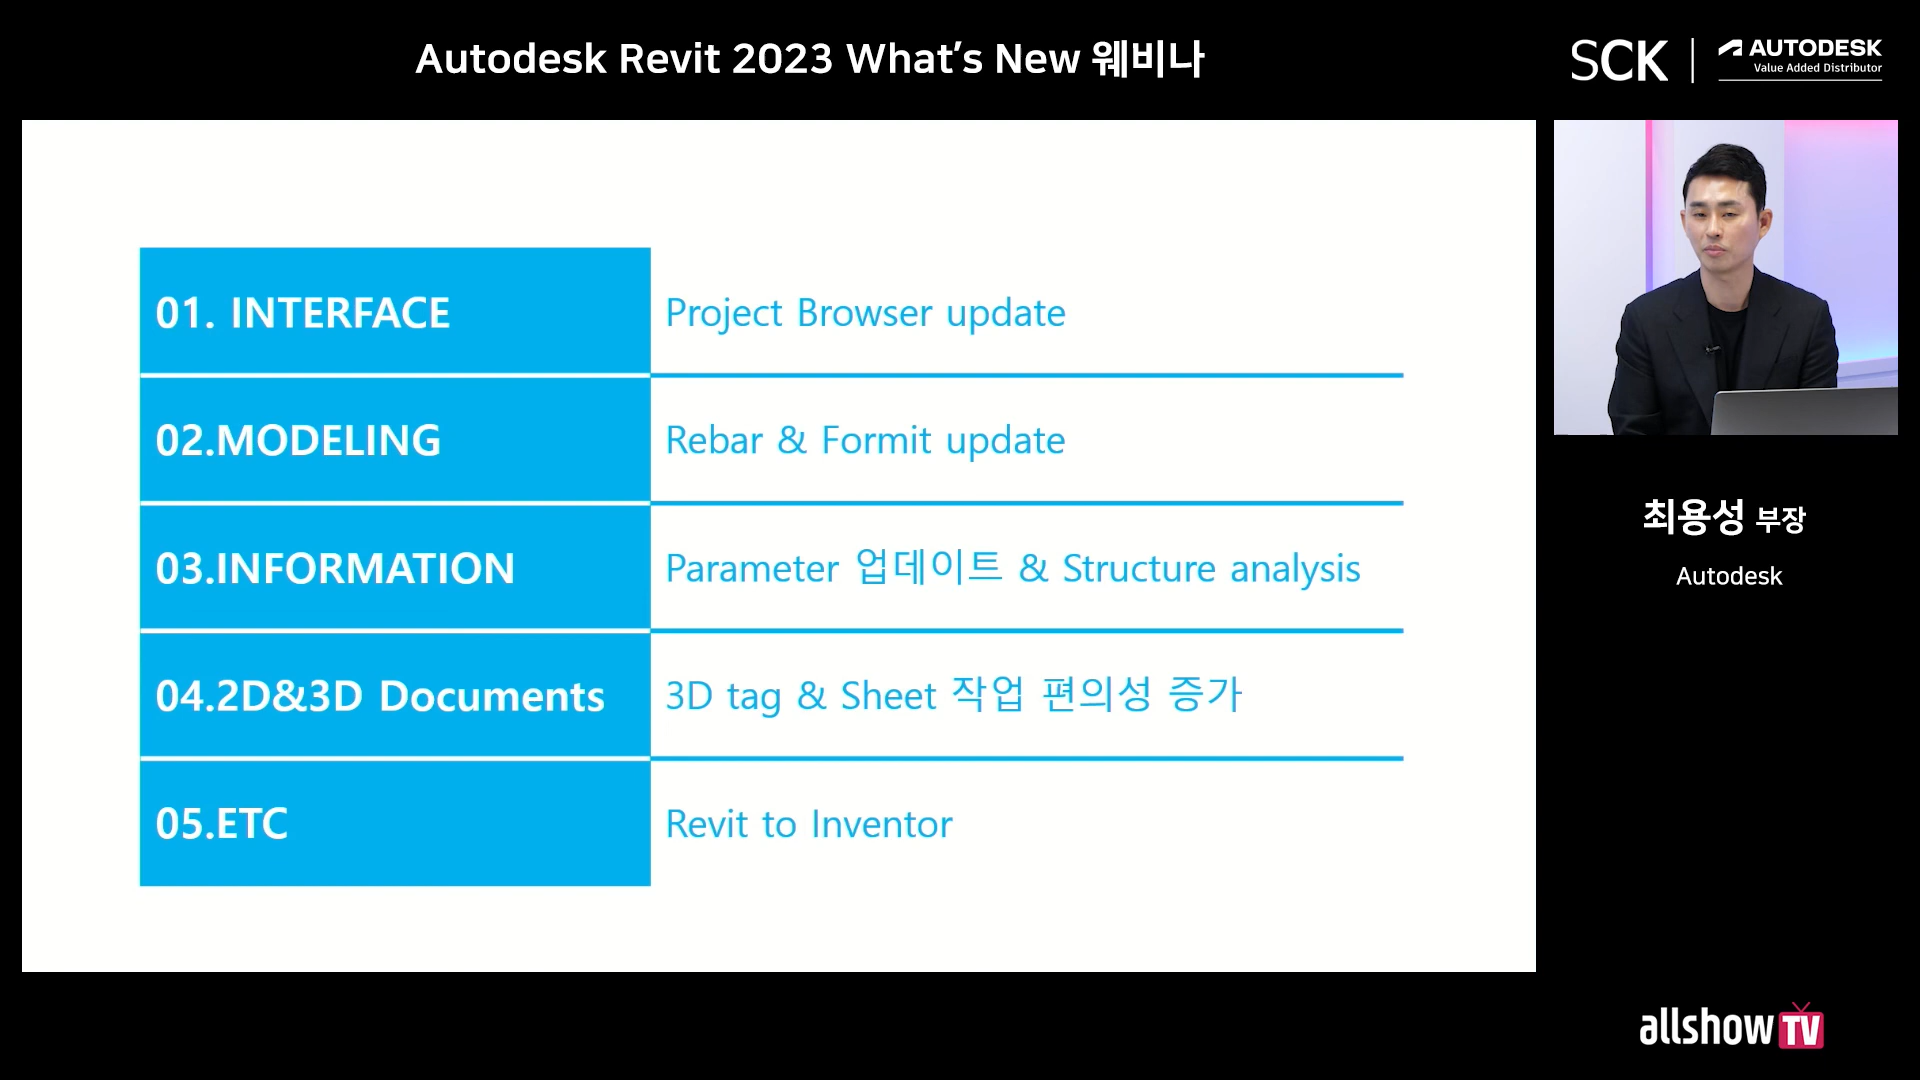 Autodesk Revit 2023 What's New 웨비나
SCK
AUTODESK
Value Added Distributor
01. INTERFACE
Project Browser update
02.MODELING
Rebar & Formit update
03.INFORMATION
Parameter 업데이트 & Structure analysis
04.2D&3D Documents
3D tag & Sheet 작업 편의성 증가
05.ETC
Revit to Inventor
최용성 부장
Autodesk
allshow TV